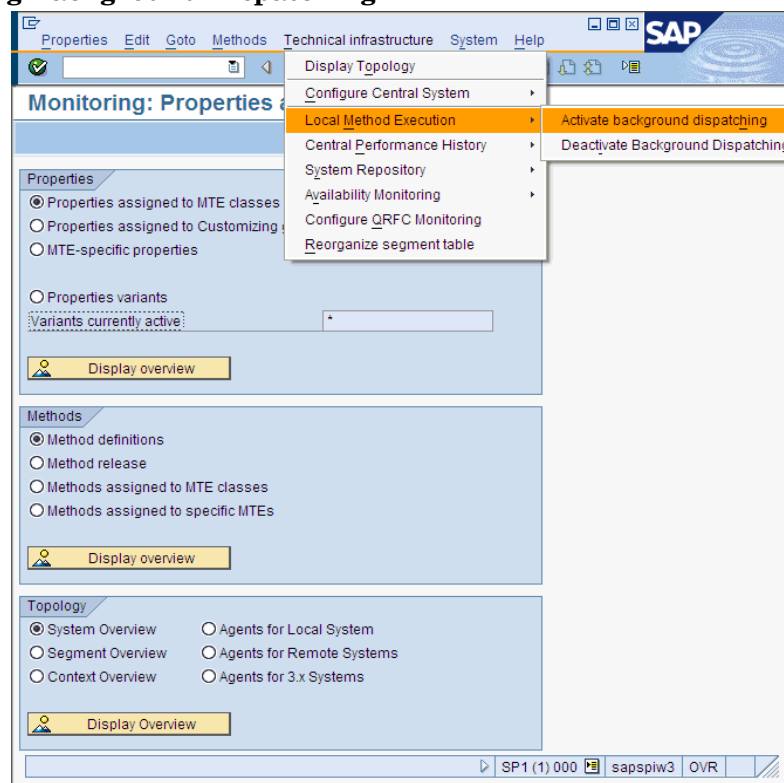 Properties Edit Goto Methods Technical infrastructure System Help
SAP
Display Topology
Configure Central System
Monitoring: Properties
Local Method Execution
Activate background dispatching
Central Performance History
Deactivate Background Dispatching
System Repository
Availability Monitoring
Configure QRFC Monitoring
Reorganize segment table
Properties
Properties assigned to MTE classes
Properties assigned to Customizing
MTE-specific properties
Properties variants
Variants currently active
*
Display overview
Methods
Method definitions
Method release
Methods assigned to MTE classes
Methods assigned to specific MTEs
Display overview
Topology
System Overview Agents for Local System
Segment Overview Agents for Remote Systems
Context Overview Agents for 3.x Systems
Display Overview
SP1 (1) 000 sapspiw3 OVR